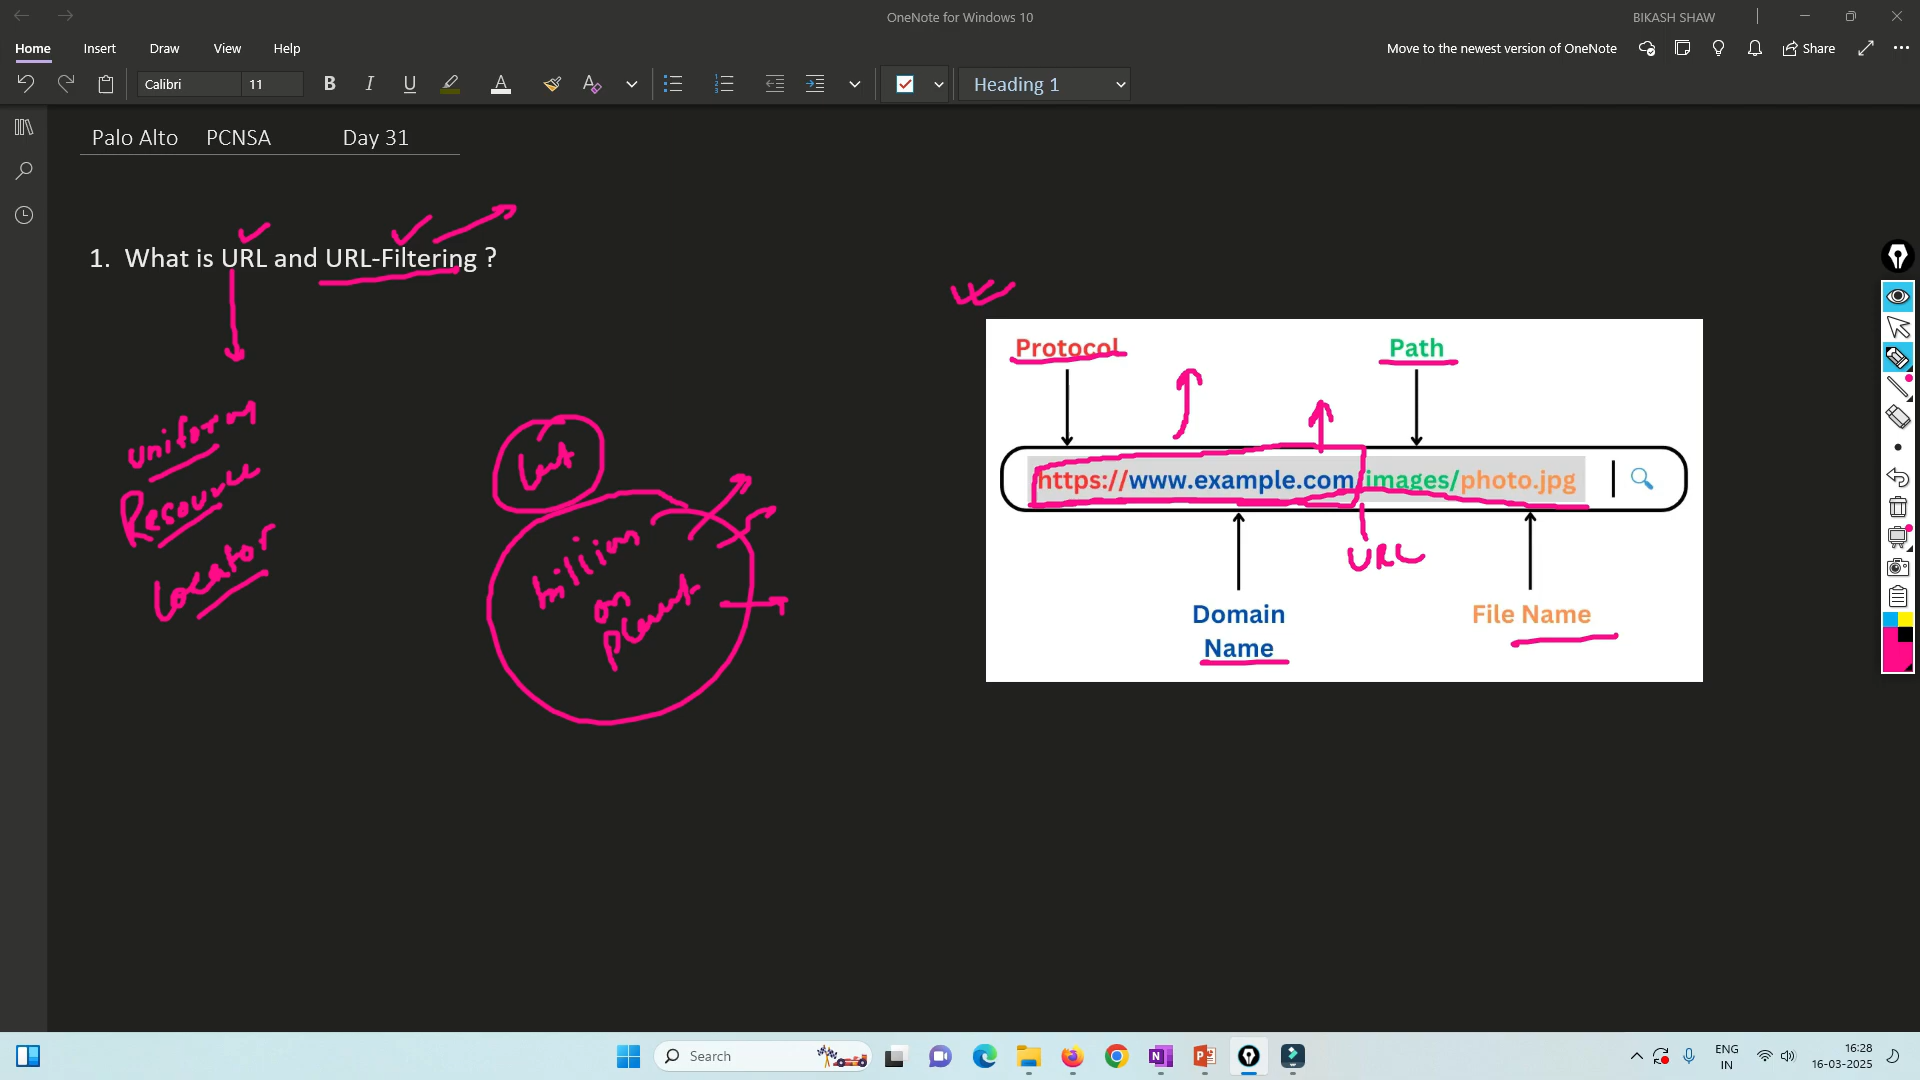 OneNote for Windows 10
BIKASH SHAW
Home Insert Draw View Help
Move to the newest version of OneNote
Share
Calibri 11 B I U A A Heading 1
Palo Alto PCNSA Day 31
1. What is URL and URL-Filtering ?
uniform
Resource
Locator
on
planet
Protocol
Path
https://www.example.com/images/photo.jpg
URL
Domain
Name
File Name
Search
ENG
IN
16:28
16-03-2025